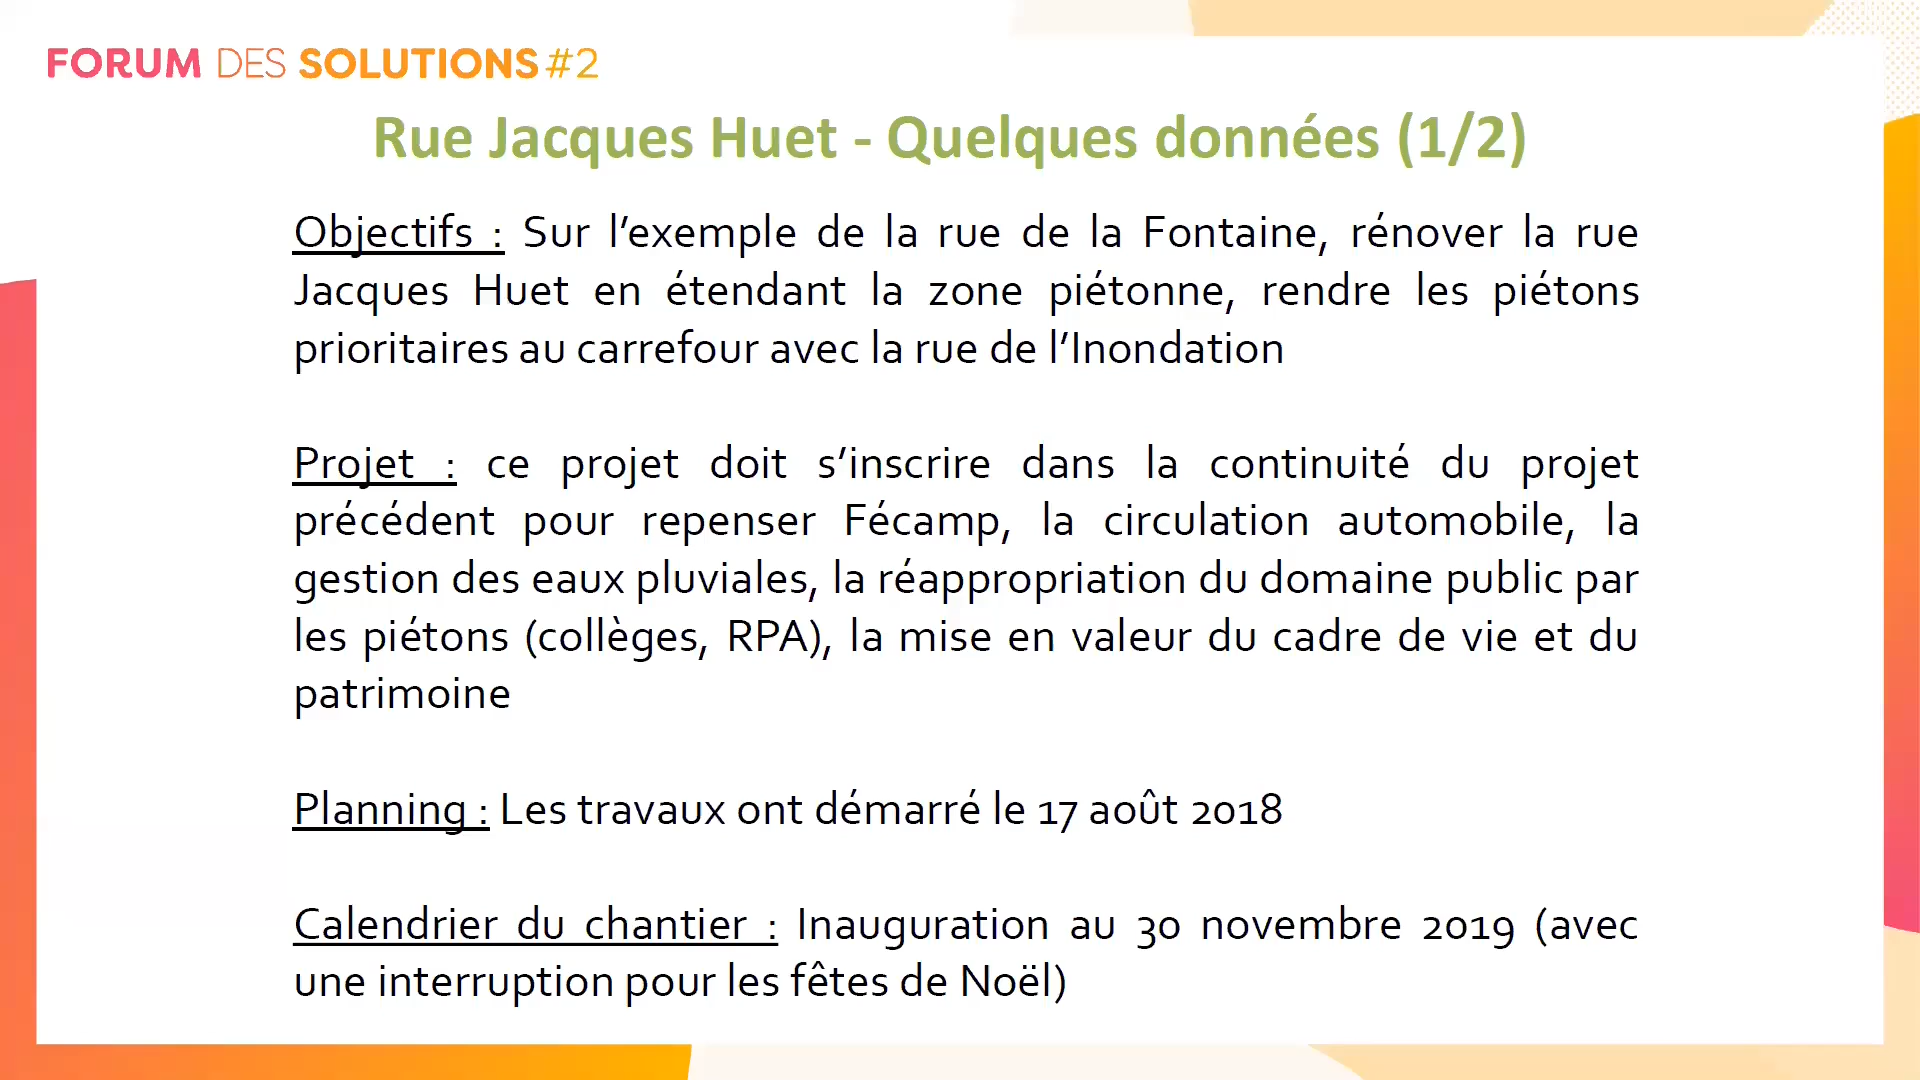 FORUM DES SOLUTIONS #2
Rue Jacques Huet - Quelques données (1/2)
Objectifs : Sur l’exemple de la rue de la Fontaine, rénover la rue
Jacques Huet en étendant la zone piétonne, rendre les piétons
prioritaires au carrefour avec la rue de l’Inondation
Projet : ce projet doit s’inscrire dans la continuité du projet
précédent pour repenser Fécamp, la circulation automobile, la
gestion des eaux pluviales, la réappropriation du domaine public par
les piétons (collèges, RPA), la mise en valeur du cadre de vie et du
patrimoine
Planning : Les travaux ont démarré le 17 août 2018
Calendrier du chantier : Inauguration au 30 novembre 2019 (avec
une interruption pour les fêtes de Noël)